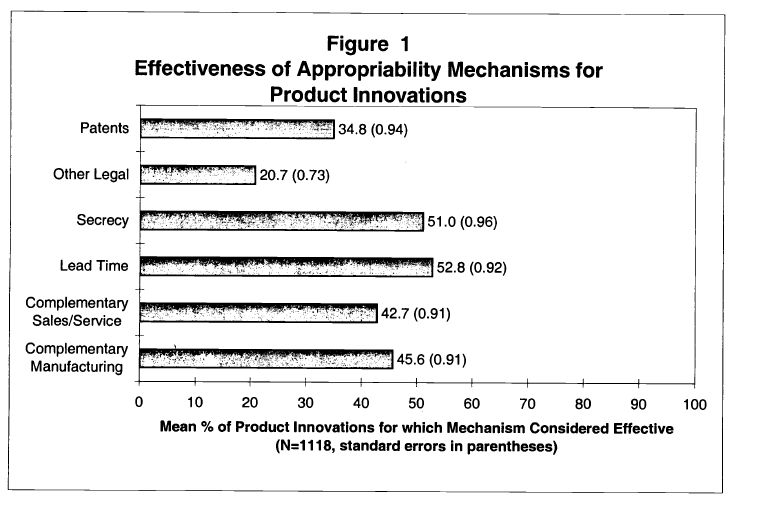 Figure 1
Effectiveness of Appropriability Mechanisms for
Product Innovations
Patents
34.8 (0.94)
Other Legal
20.7 (0.73)
Secrecy
51.0 (0.96)
Lead Time
52.8 (0.92)
Complementary
Sales/Service
42.7 (0.91)
Complementary
Manufacturing
45.6 (0.91)
0 10 20 30 40 50 60 70 80 90 100
Mean % of Product Innovations for which Mechanism Considered Effective
(N=1118, standard errors in parentheses)